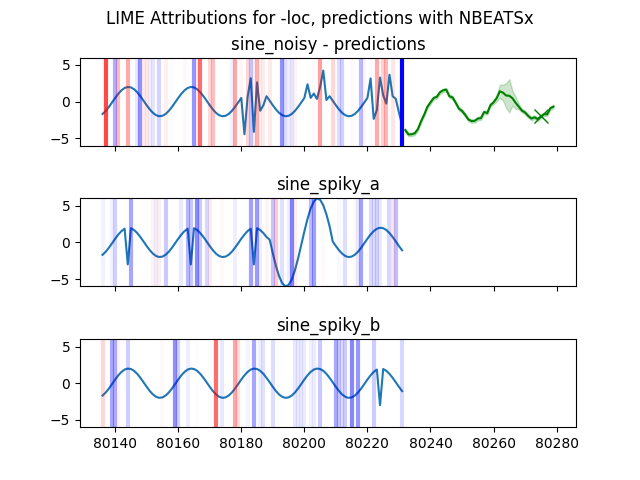 LIME Attributions for -loc, predictions with NBEATSx
sine_noisy - predictions
5
0
−5
sine_spiky_a
5
0
−5
sine_spiky_b
5
0
−5
80140 80160 80180 80200 80220 80240 80260 80280